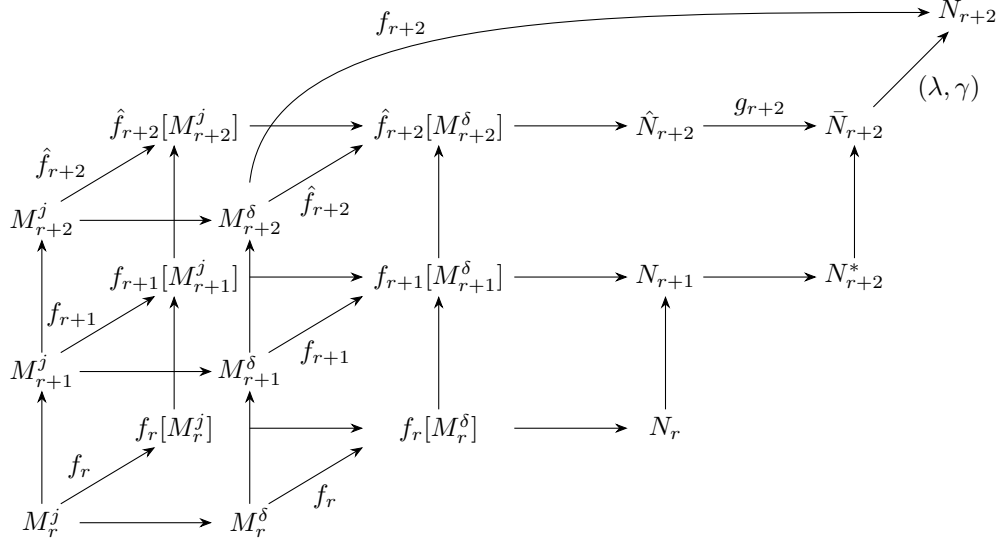 f_{r+2} N_{r+2}
(λ, γ)
\hat{f}_{r+2}[M^j_{r+2}] \hat{f}_{r+2}[M^δ_{r+2}] \hat{N}_{r+2} g_{r+2} \bar{N}_{r+2}
\hat{f}_{r+2} \hat{f}_{r+2}
M^j_{r+2} M^δ_{r+2}
f_{r+1}[M^j_{r+1}] f_{r+1}[M^δ_{r+1}] N_{r+1} N^*_{r+2}
f_{r+1} f_{r+1}
M^j_{r+1} M^δ_{r+1}
f_r[M^j_r] f_r[M^δ_r] N_r
f_r f_r
M^j_r M^δ_r